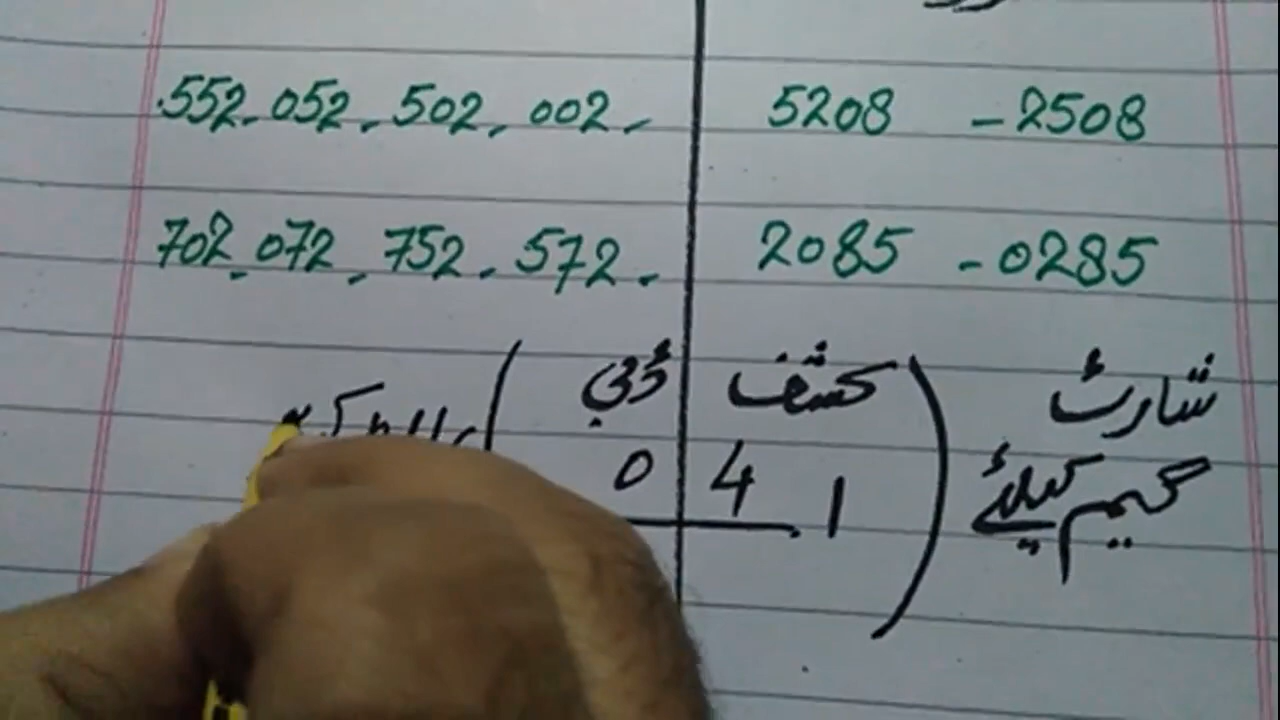 .552 - 052 - 502 - 002 - 5208 - 2508
702 - 072 - 752 - 572 - 2085 - 0285
شارٹ ( کشف دُبئ )
گیم کیلئے 1 4 0